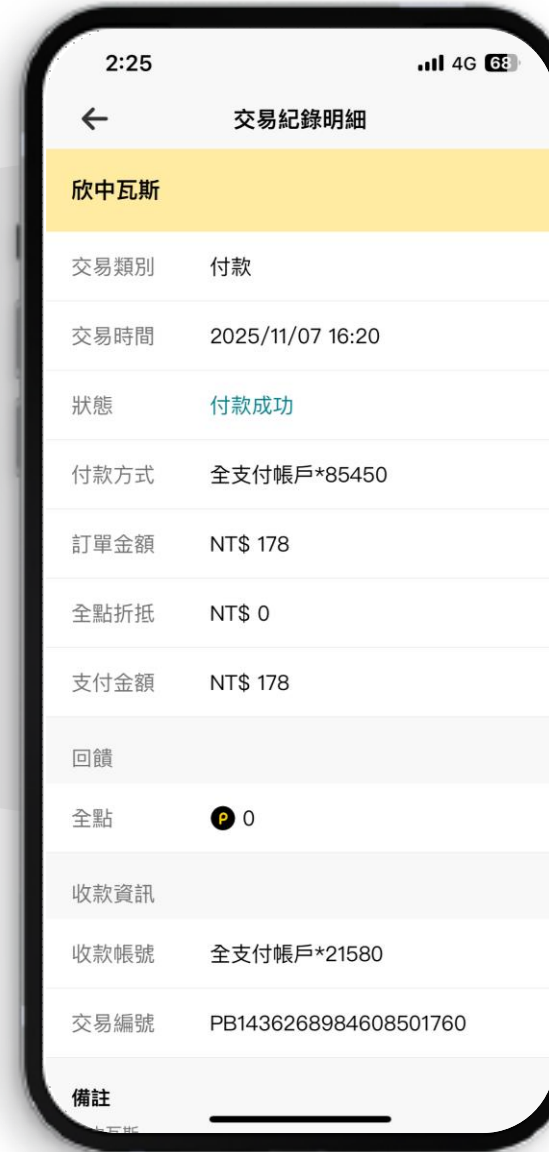 2:25
4G 68
交易紀錄明細
欣中瓦斯
交易類別 付款
交易時間 2025/11/07 16:20
狀態 付款成功
付款方式 全支付帳戶*85450
訂單金額 NT$ 178
全點折抵 NT$ 0
支付金額 NT$ 178
回饋
全點 P 0
收款資訊
收款帳號 全支付帳戶*21580
交易編號 PB1436268984608501760
備註